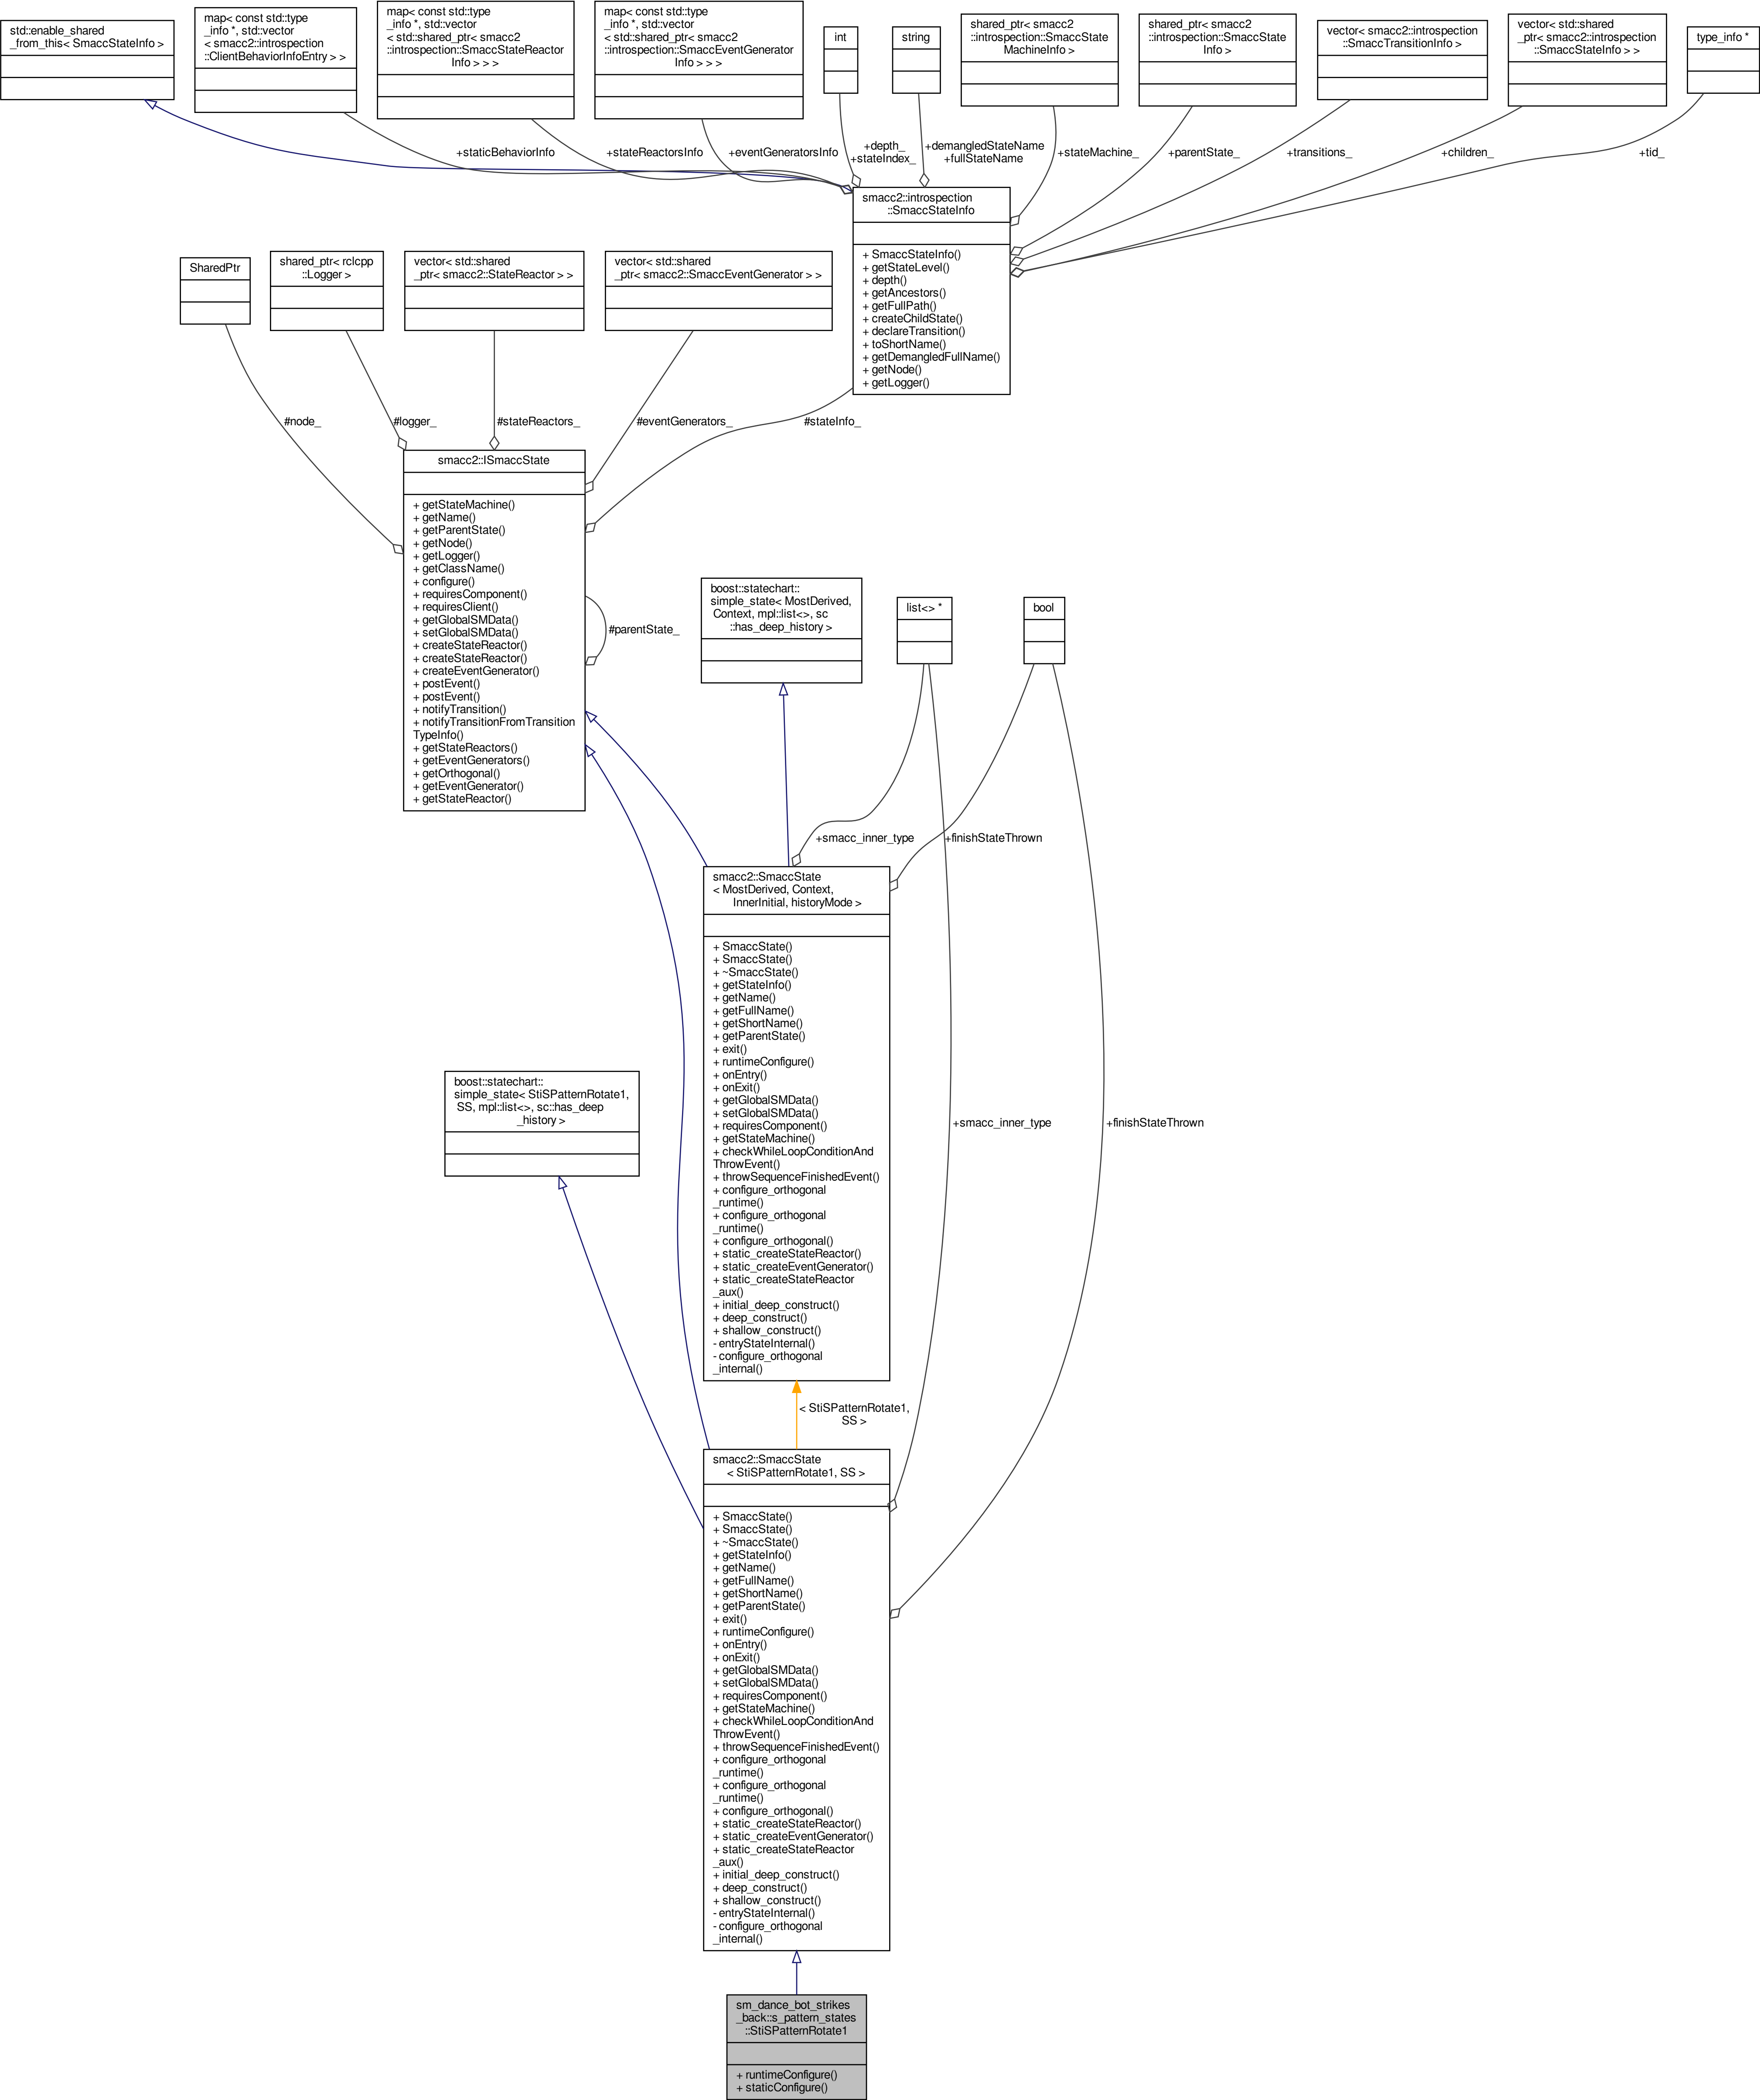 std::enable_shared
_from_this< SmaccStateInfo >
map< const std::type
_info *, std::vector
< smacc2::introspection
::ClientBehaviorInfoEntry > >
map< const std::type
_info *, std::vector
< std::shared_ptr< smacc2
::introspection::SmaccStateReactor
Info > > >
map< const std::type
_info *, std::vector
< std::shared_ptr< smacc2
::introspection::SmaccEventGenerator
Info > > >
int
string
shared_ptr< smacc2
::introspection::SmaccState
MachineInfo >
shared_ptr< smacc2
::introspection::SmaccState
Info >
vector< smacc2::introspection
::SmaccTransitionInfo >
vector< std::shared
_ptr< smacc2::introspection
::SmaccStateInfo > >
type_info *
+staticBehaviorInfo
+stateReactorsInfo
+eventGeneratorsInfo
+depth_
+stateIndex_
+demangledStateName
+fullStateName
+stateMachine_
+parentState_
+transitions_
+children_
+tid_
smacc2::introspection
::SmaccStateInfo
+ SmaccStateInfo()
+ getStateLevel()
+ depth()
+ getAncestors()
+ getFullPath()
+ createChildState()
+ declareTransition()
+ toShortName()
+ getDemangledFullName()
+ getNode()
+ getLogger()
SharedPtr
shared_ptr< rclcpp
::Logger >
vector< std::shared
_ptr< smacc2::StateReactor > >
vector< std::shared
_ptr< smacc2::SmaccEventGenerator > >
#node_
#logger_
#stateReactors_
#eventGenerators_
#stateInfo_
smacc2::ISmaccState
+ getStateMachine()
+ getName()
+ getParentState()
+ getNode()
+ getLogger()
+ getClassName()
+ configure()
+ requiresComponent()
+ requiresClient()
+ getGlobalSMData()
+ setGlobalSMData()
+ createStateReactor()
+ createStateReactor()
+ createEventGenerator()
+ postEvent()
+ postEvent()
+ notifyTransition()
+ notifyTransitionFromTransition
TypeInfo()
+ getStateReactors()
+ getEventGenerators()
+ getOrthogonal()
+ getEventGenerator()
+ getStateReactor()
#parentState_
boost::statechart::
simple_state< MostDerived,
Context, mpl::list<>, sc
::has_deep_history >
list<> *
bool
+smacc_inner_type
+finishStateThrown
smacc2::SmaccState
< MostDerived, Context,
InnerInitial, historyMode >
+ SmaccState()
+ SmaccState()
+ ~SmaccState()
+ getStateInfo()
+ getName()
+ getFullName()
+ getShortName()
+ getParentState()
+ exit()
+ runtimeConfigure()
+ onEntry()
+ onExit()
+ getGlobalSMData()
+ setGlobalSMData()
+ requiresComponent()
+ getStateMachine()
+ checkWhileLoopConditionAnd
ThrowEvent()
+ throwSequenceFinishedEvent()
+ configure_orthogonal
_runtime()
+ configure_orthogonal
_runtime()
+ configure_orthogonal()
+ static_createStateReactor()
+ static_createEventGenerator()
+ static_createStateReactor
_aux()
+ initial_deep_construct()
+ deep_construct()
+ shallow_construct()
- entryStateInternal()
- configure_orthogonal
_internal()
boost::statechart::
simple_state< StiSPatternRotate1,
SS, mpl::list<>, sc::has_deep
_history >
+smacc_inner_type
+finishStateThrown
< StiSPatternRotate1,
SS >
smacc2::SmaccState
< StiSPatternRotate1, SS >
+ SmaccState()
+ SmaccState()
+ ~SmaccState()
+ getStateInfo()
+ getName()
+ getFullName()
+ getShortName()
+ getParentState()
+ exit()
+ runtimeConfigure()
+ onEntry()
+ onExit()
+ getGlobalSMData()
+ setGlobalSMData()
+ requiresComponent()
+ getStateMachine()
+ checkWhileLoopConditionAnd
ThrowEvent()
+ throwSequenceFinishedEvent()
+ configure_orthogonal
_runtime()
+ configure_orthogonal
_runtime()
+ configure_orthogonal()
+ static_createStateReactor()
+ static_createEventGenerator()
+ static_createStateReactor
_aux()
+ initial_deep_construct()
+ deep_construct()
+ shallow_construct()
- entryStateInternal()
- configure_orthogonal
_internal()
sm_dance_bot_strikes
_back::s_pattern_states
::StiSPatternRotate1
+ runtimeConfigure()
+ staticConfigure()